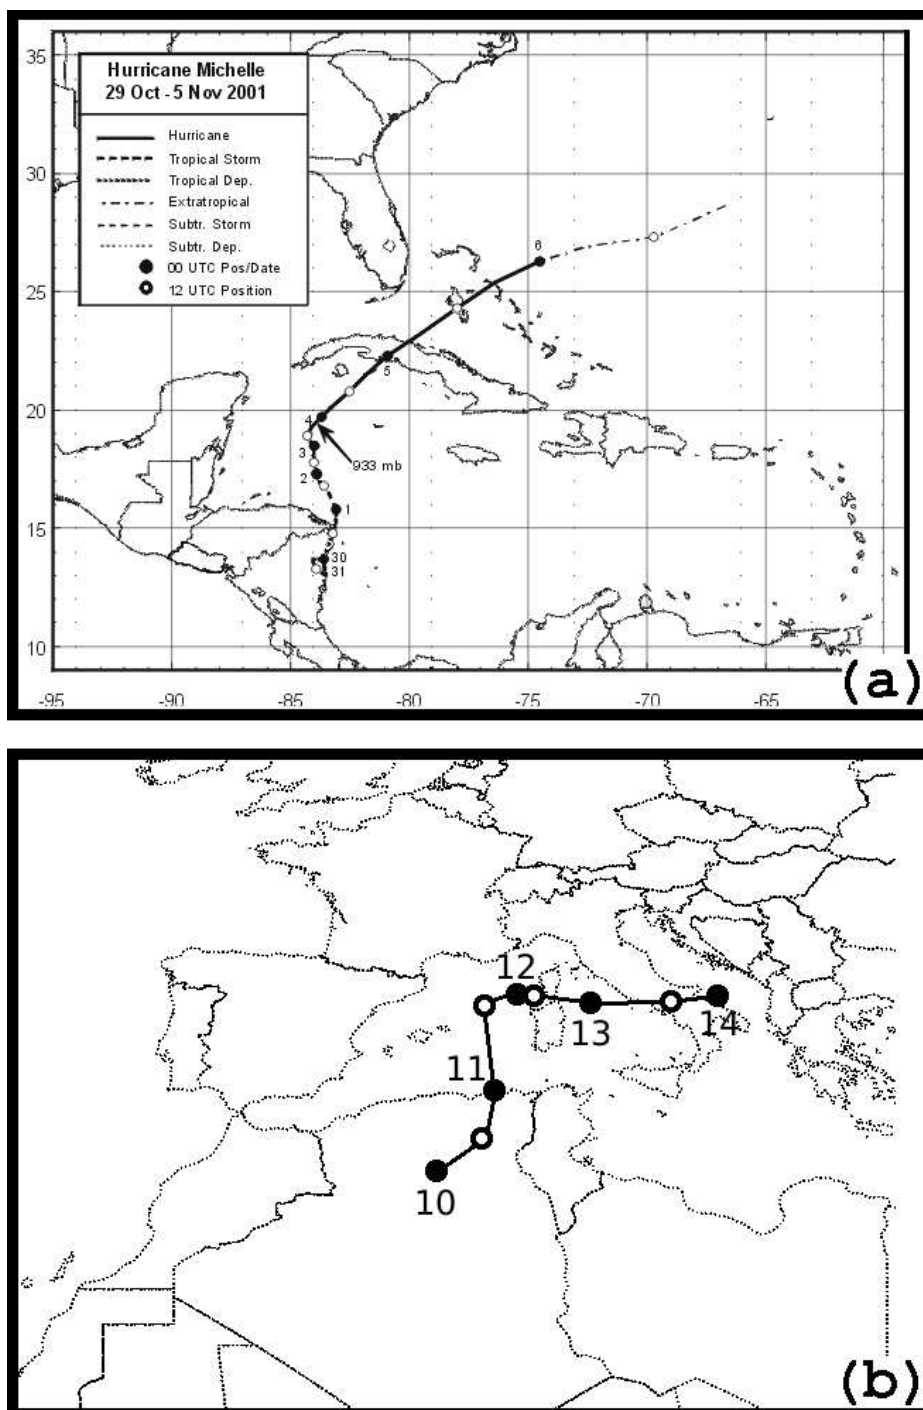 Hurricane Michelle
29 Oct - 5 Nov 2001
Hurricane
Tropical Storm
Tropical Dep.
Extratropical
Subtr. Storm
Subtr. Dep.
00 UTC Pos/Date
12 UTC Position
35
30
25
20
15
10
6
5
4
3
933 mb
2
1
30
31
-95
-90
-85
-80
-75
-70
-65
(a)
12
13
14
11
10
(b)